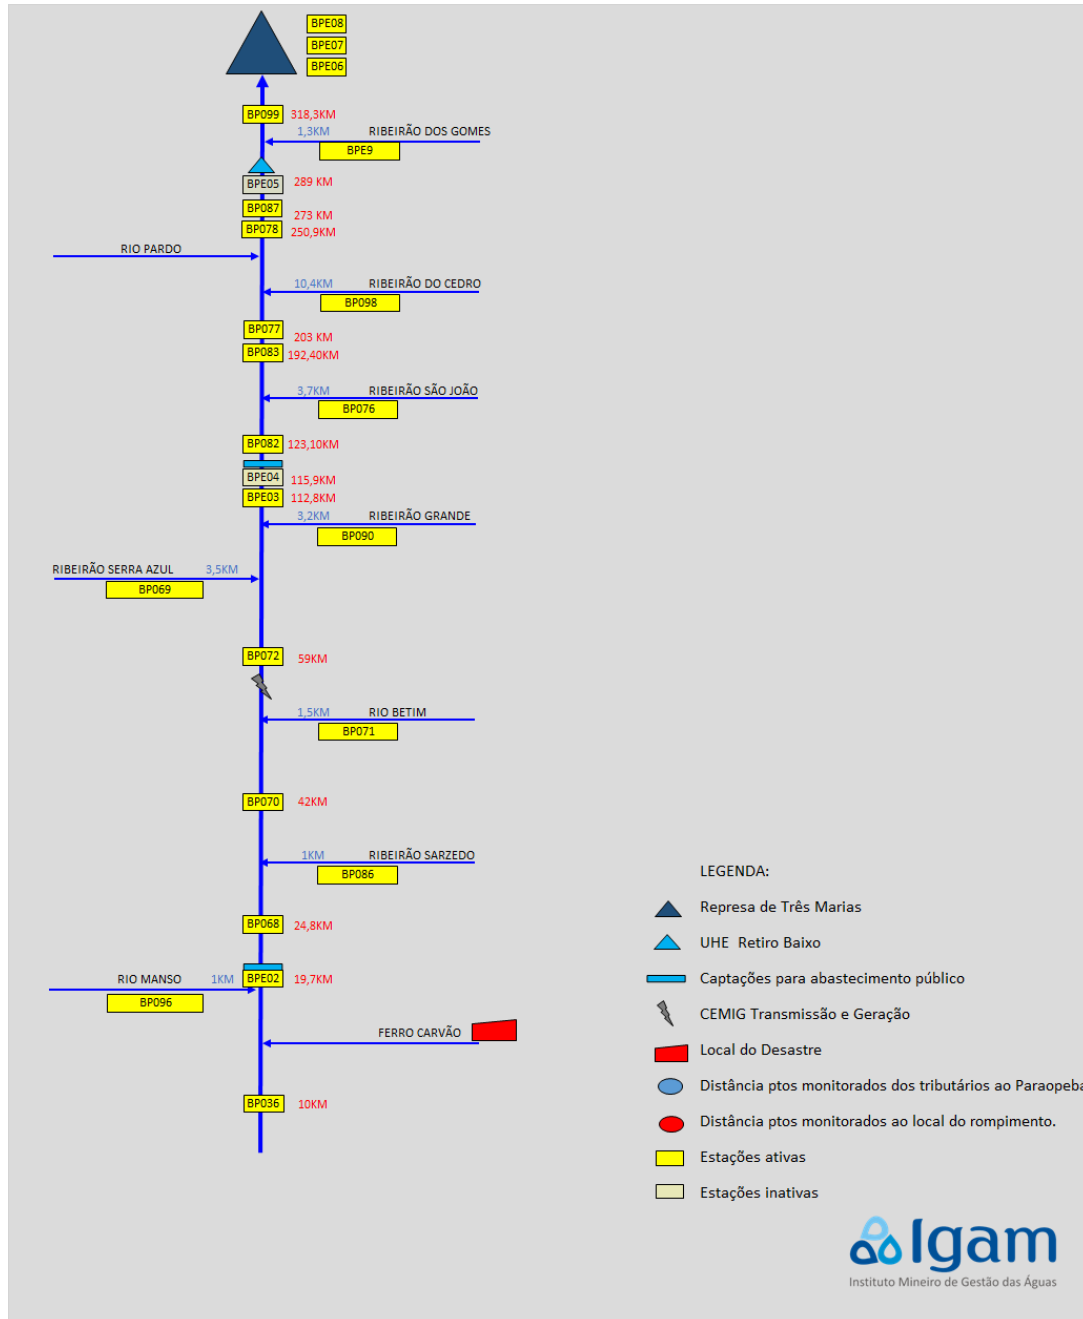 BPE08
BPE07
BPE06
BP099 318,3KM
1,3KM RIBEIRÃO DOS GOMES
BPE9
BPE05 289 KM
BP087 273 KM
BP078 250,9KM
RIO PARDO
10,4KM RIBEIRÃO DO CEDRO
BP098
BP077 203 KM
BP083 192,40KM
3,7KM RIBEIRÃO SÃO JOÃO
BP076
BP082 123,10KM
BPE04 115,9KM
BPE03 112,8KM
3,2KM RIBEIRÃO GRANDE
BP090
RIBEIRÃO SERRA AZUL 3,5KM
BP069
BP072 59KM
1,5KM RIO BETIM
BP071
BP070 42KM
1KM RIBEIRÃO SARZEDO
BP086
BP068 24,8KM
RIO MANSO 1KM BPE02 19,7KM
BP096
FERRO CARVÃO
BP036 10KM
LEGENDA:
Represa de Três Marias
UHE Retiro Baixo
Captações para abastecimento público
CEMIG Transmissão e Geração
Local do Desastre
Distância ptos monitorados dos tributários ao Paraopeba
Distância ptos monitorados ao local do rompimento.
Estações ativas
Estações inativas
Igam
Instituto Mineiro de Gestão das Águas